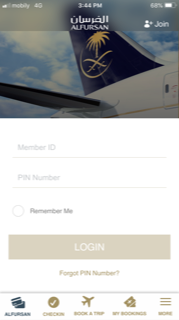 mobily 4G 3:44 PM 66%
الفرسان
ALFURSAN
Join
Member ID
PIN Number
Remember Me
LOGIN
Forgot PIN Number?
ALFURSAN CHECKIN BOOK A TRIP MY BOOKINGS MORE